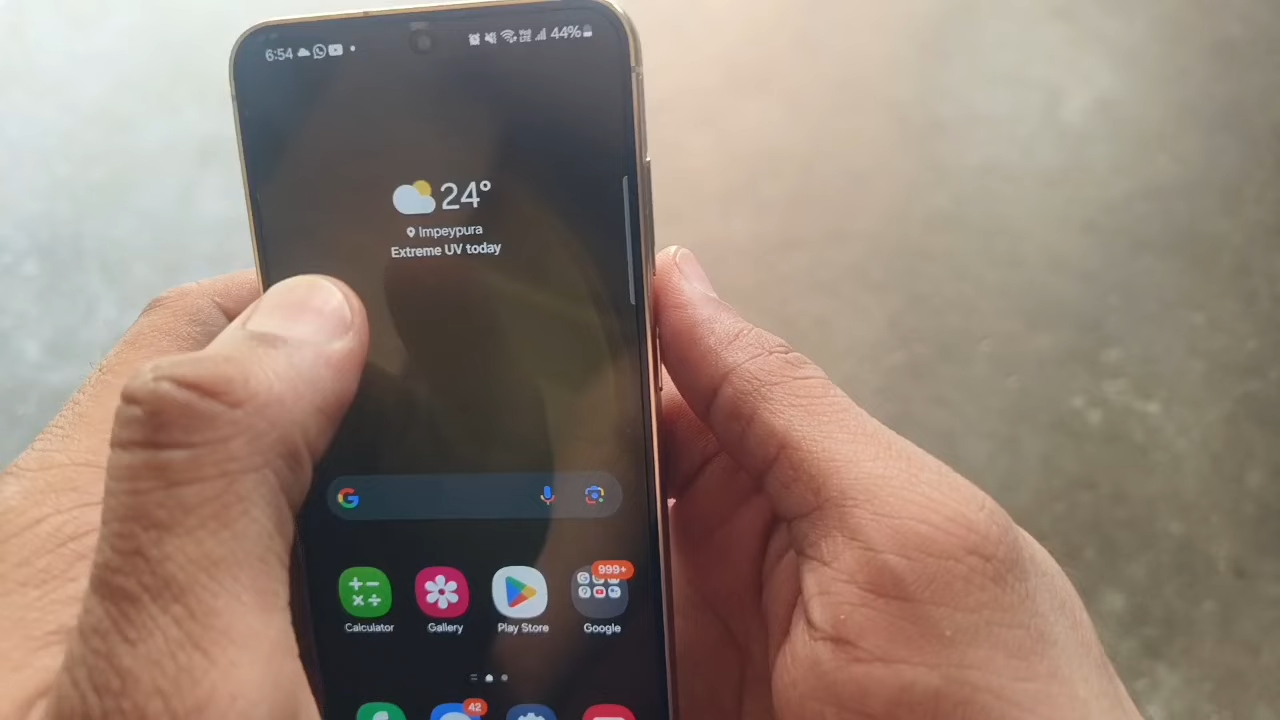 6:54
44%
24°
Impeypura
Extreme UV today
G
999+
Calculator
Gallery
Play Store
Google
42